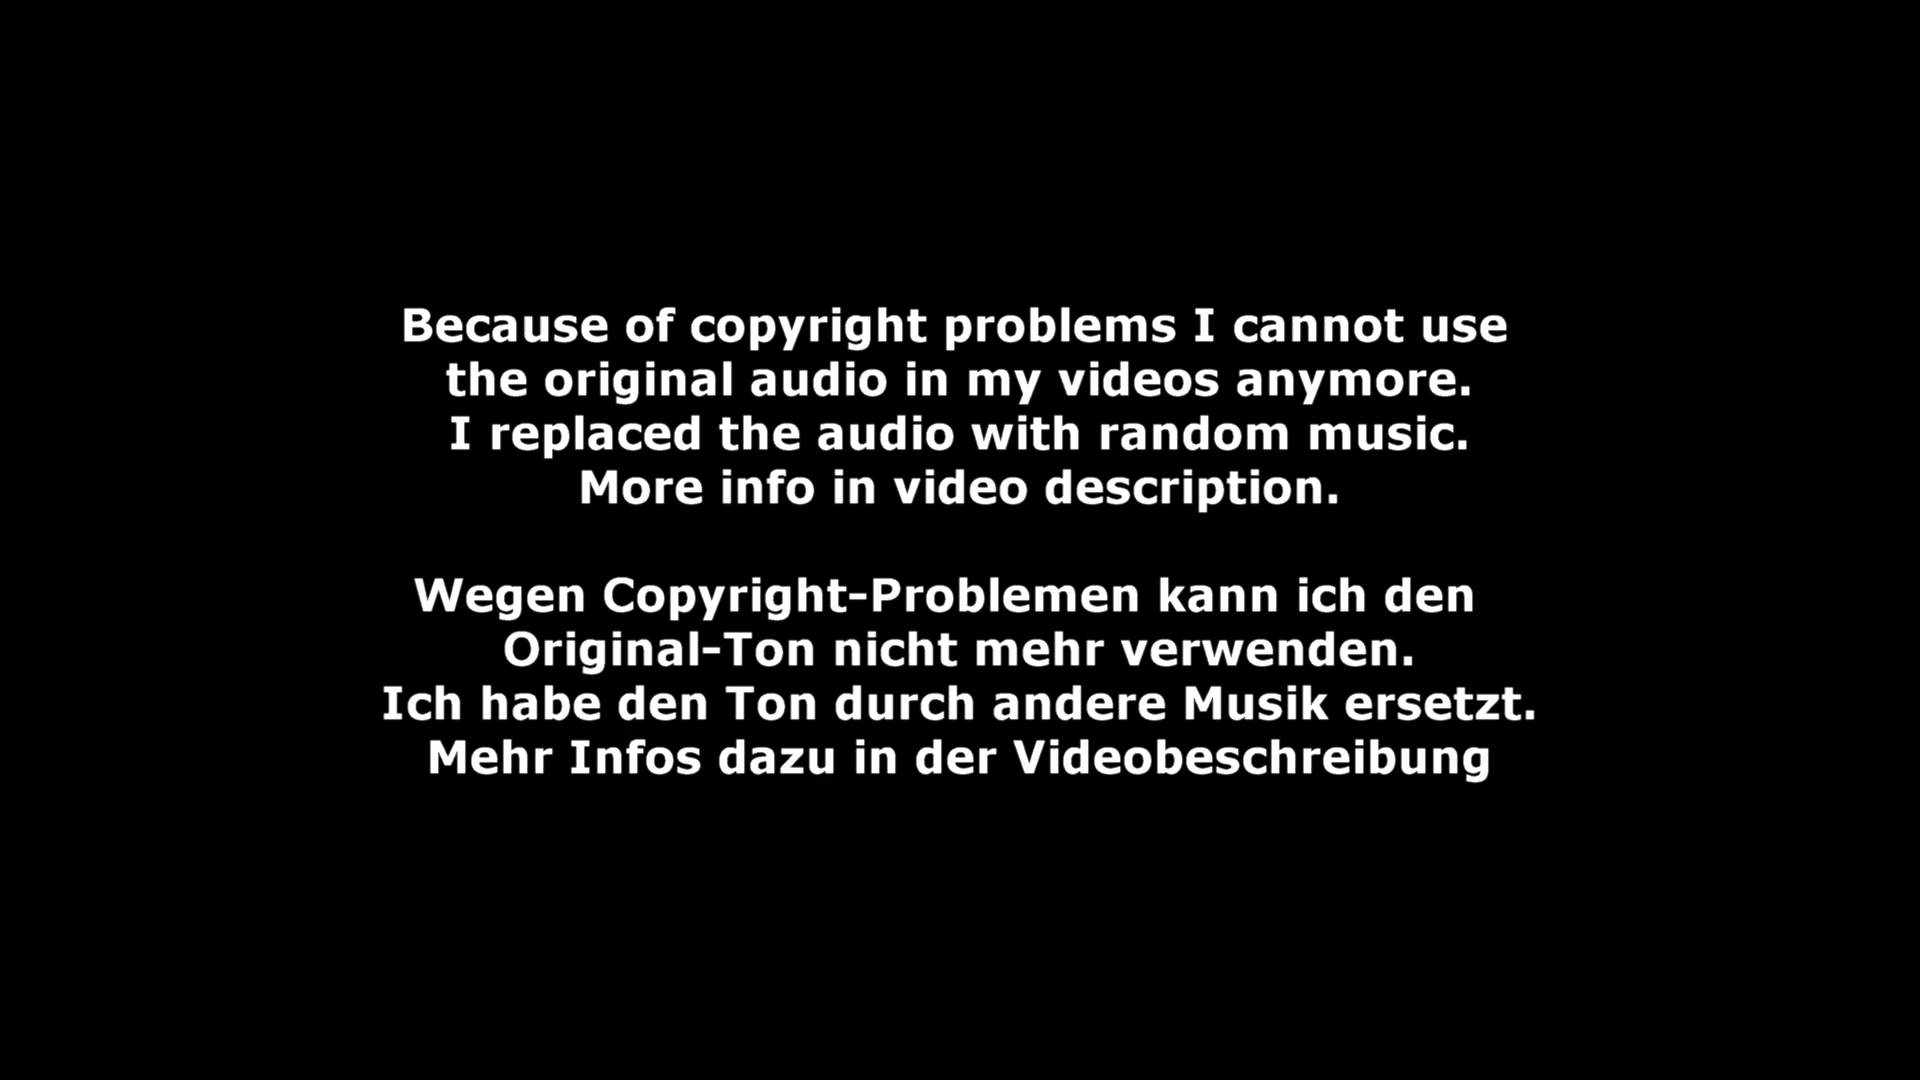 Because of copyright problems I cannot use
the original audio in my videos anymore.
I replaced the audio with random music.
More info in video description.
Wegen Copyright-Problemen kann ich den
Original-Ton nicht mehr verwenden.
Ich habe den Ton durch andere Musik ersetzt.
Mehr Infos dazu in der Videobeschreibung